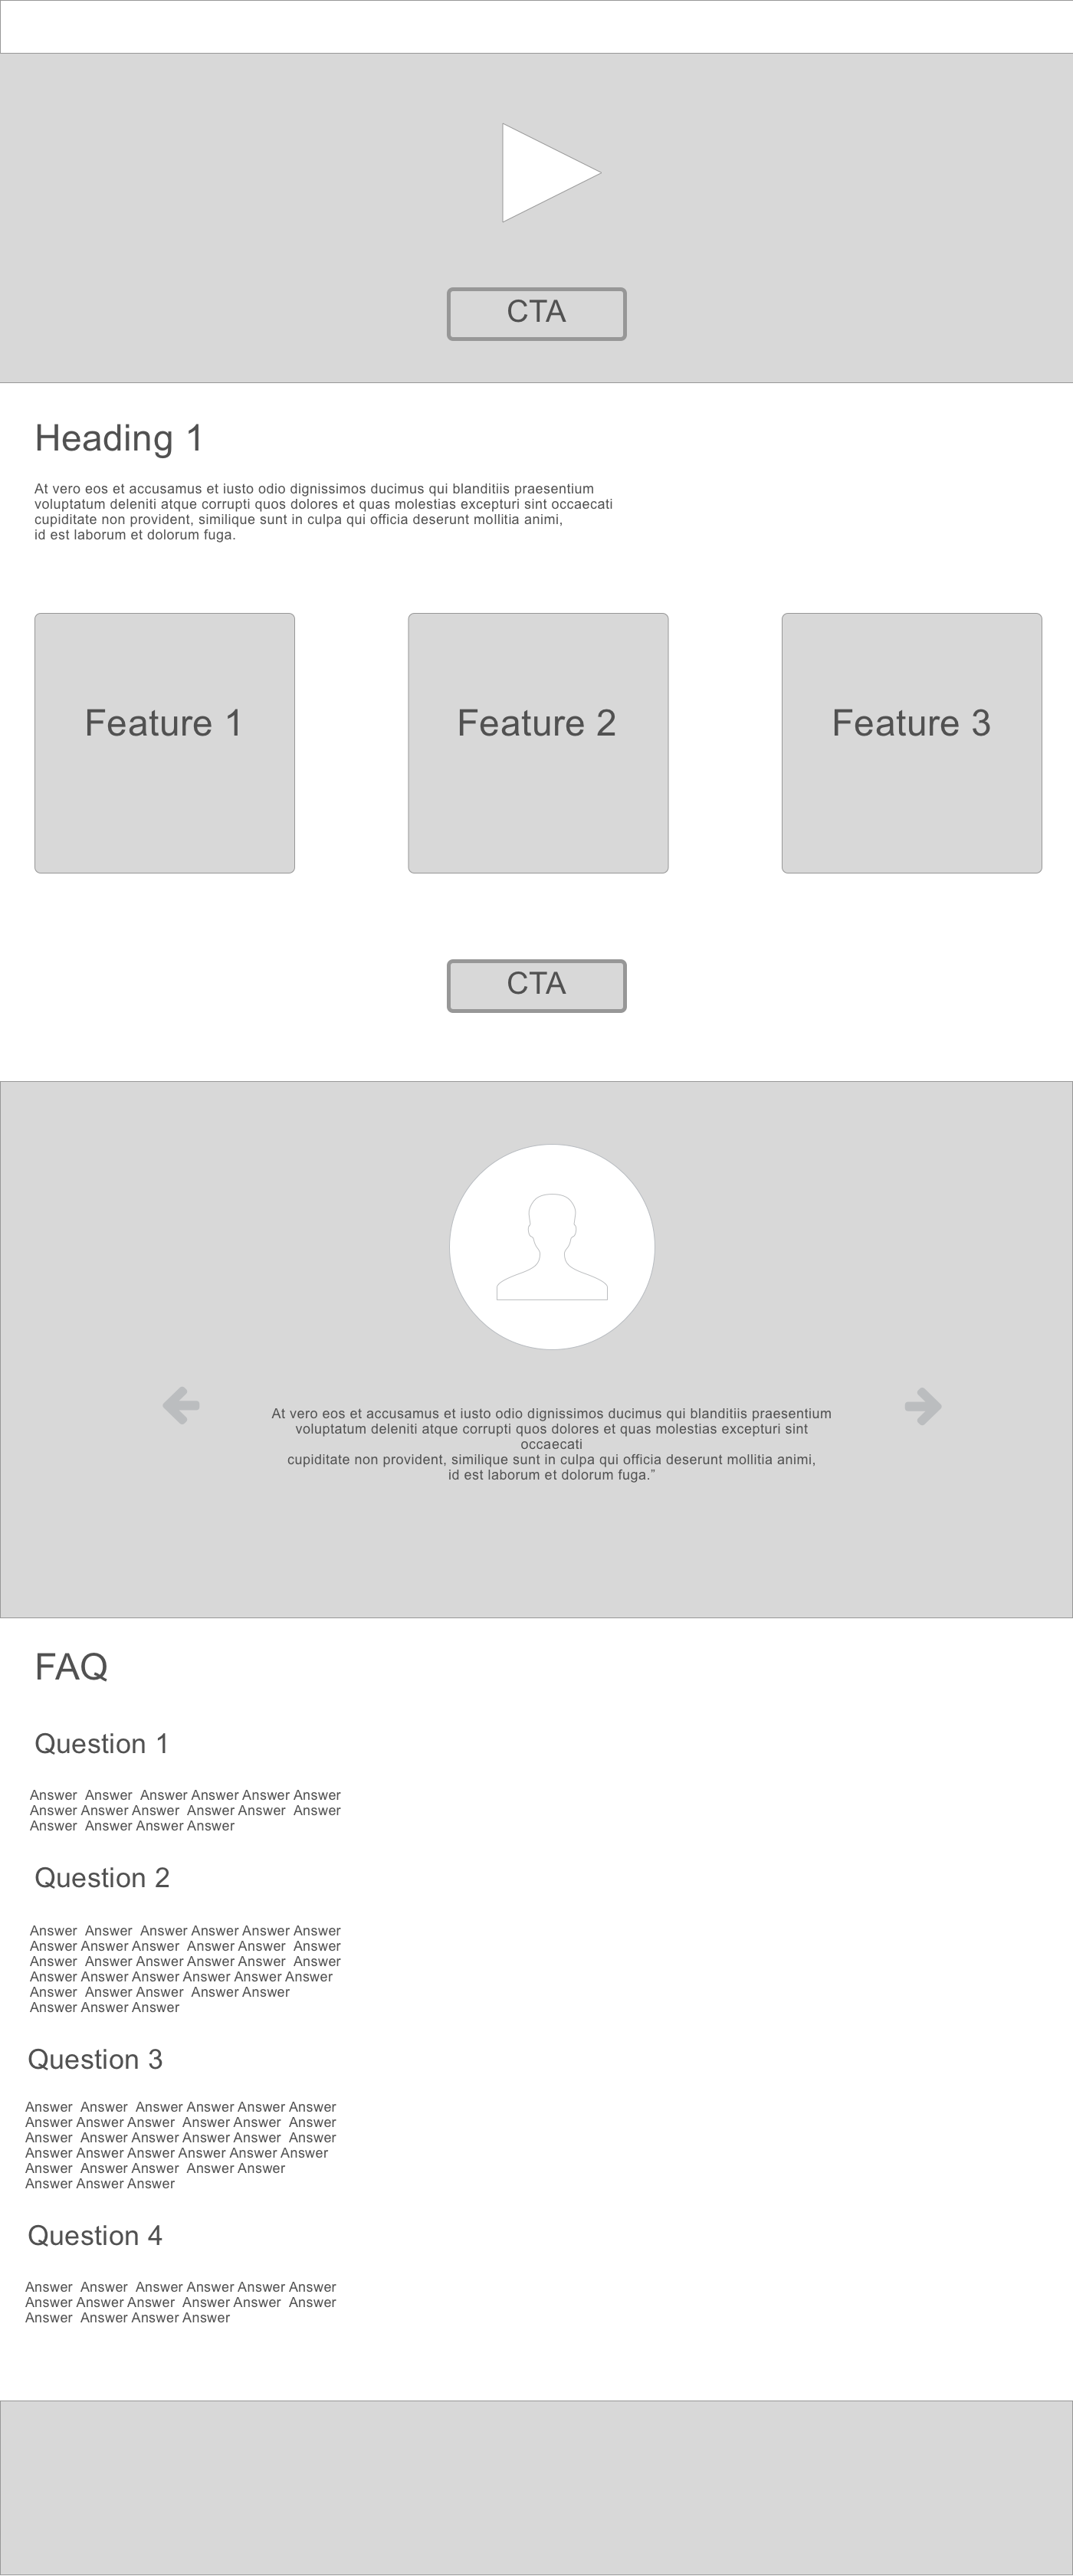 CTA
Heading 1
At vero eos et accusamus et iusto odio dignissimos ducimus qui blanditiis praesentium
voluptatum deleniti atque corrupti quos dolores et quas molestias excepturi sint occaecati
cupiditate non provident, similique sunt in culpa qui officia deserunt mollitia animi,
id est laborum et dolorum fuga.
Feature 1
Feature 2
Feature 3
CTA
At vero eos et accusamus et iusto odio dignissimos ducimus qui blanditiis praesentium
voluptatum deleniti atque corrupti quos dolores et quas molestias excepturi sint
occaecati
cupiditate non provident, similique sunt in culpa qui officia deserunt mollitia animi,
id est laborum et dolorum fuga.”
FAQ
Question 1
Answer  Answer  Answer Answer Answer Answer
Answer Answer Answer  Answer Answer  Answer
Answer  Answer Answer Answer
Question 2
Answer  Answer  Answer Answer Answer Answer
Answer Answer Answer  Answer Answer  Answer
Answer  Answer Answer Answer Answer  Answer
Answer Answer Answer Answer Answer Answer
Answer  Answer Answer  Answer Answer
Answer Answer Answer
Question 3
Answer  Answer  Answer Answer Answer Answer
Answer Answer Answer  Answer Answer  Answer
Answer  Answer Answer Answer Answer  Answer
Answer Answer Answer Answer Answer Answer
Answer  Answer Answer  Answer Answer
Answer Answer Answer
Question 4
Answer  Answer  Answer Answer Answer Answer
Answer Answer Answer  Answer Answer  Answer
Answer  Answer Answer Answer